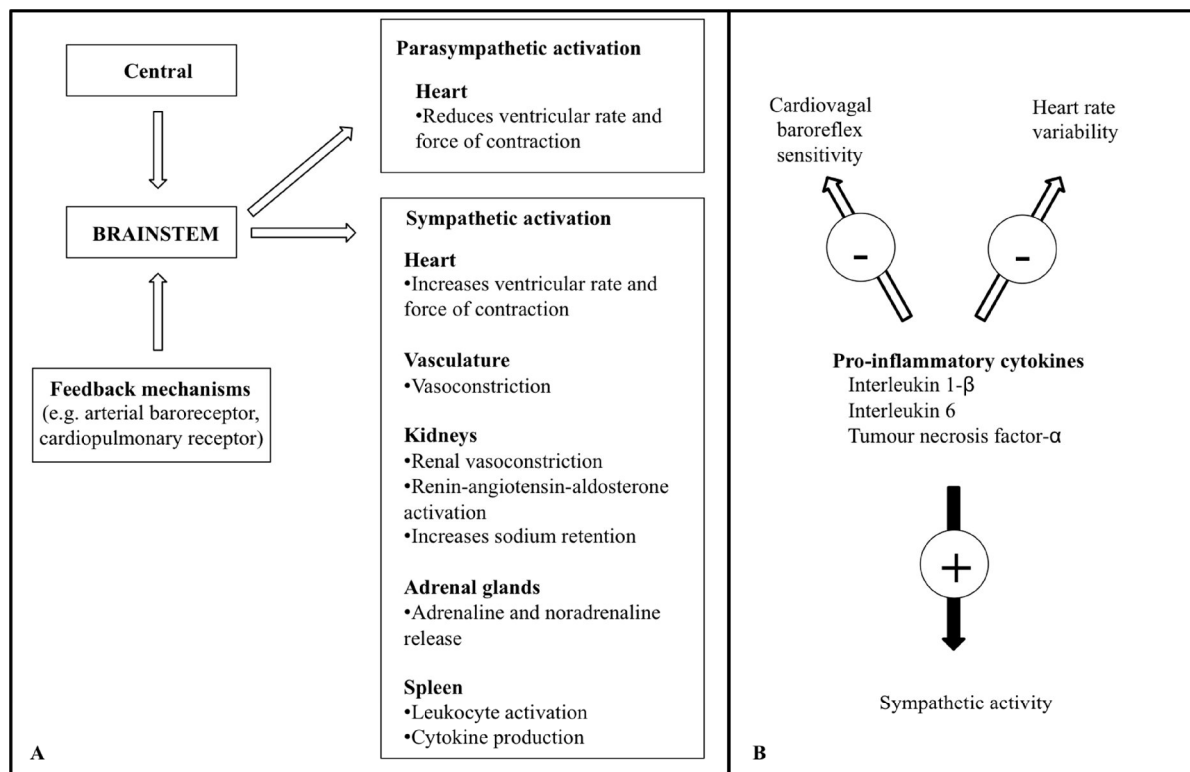 Central
BRAINSTEM
Feedback mechanisms
(e.g. arterial baroreceptor,
cardiopulmonary receptor)
Parasympathetic activation
Heart
•Reduces ventricular rate and
force of contraction
Sympathetic activation
Heart
•Increases ventricular rate and
force of contraction
Vasculature
•Vasoconstriction
Kidneys
•Renal vasoconstriction
•Renin-angiotensin-aldosterone
activation
•Increases sodium retention
Adrenal glands
•Adrenaline and noradrenaline
release
Spleen
•Leukocyte activation
•Cytokine production
A
Cardiovagal
baroreflex
sensitivity
Heart rate
variability
-
-
Pro-inflammatory cytokines
Interleukin 1-β
Interleukin 6
Tumour necrosis factor-α
+
Sympathetic activity
B